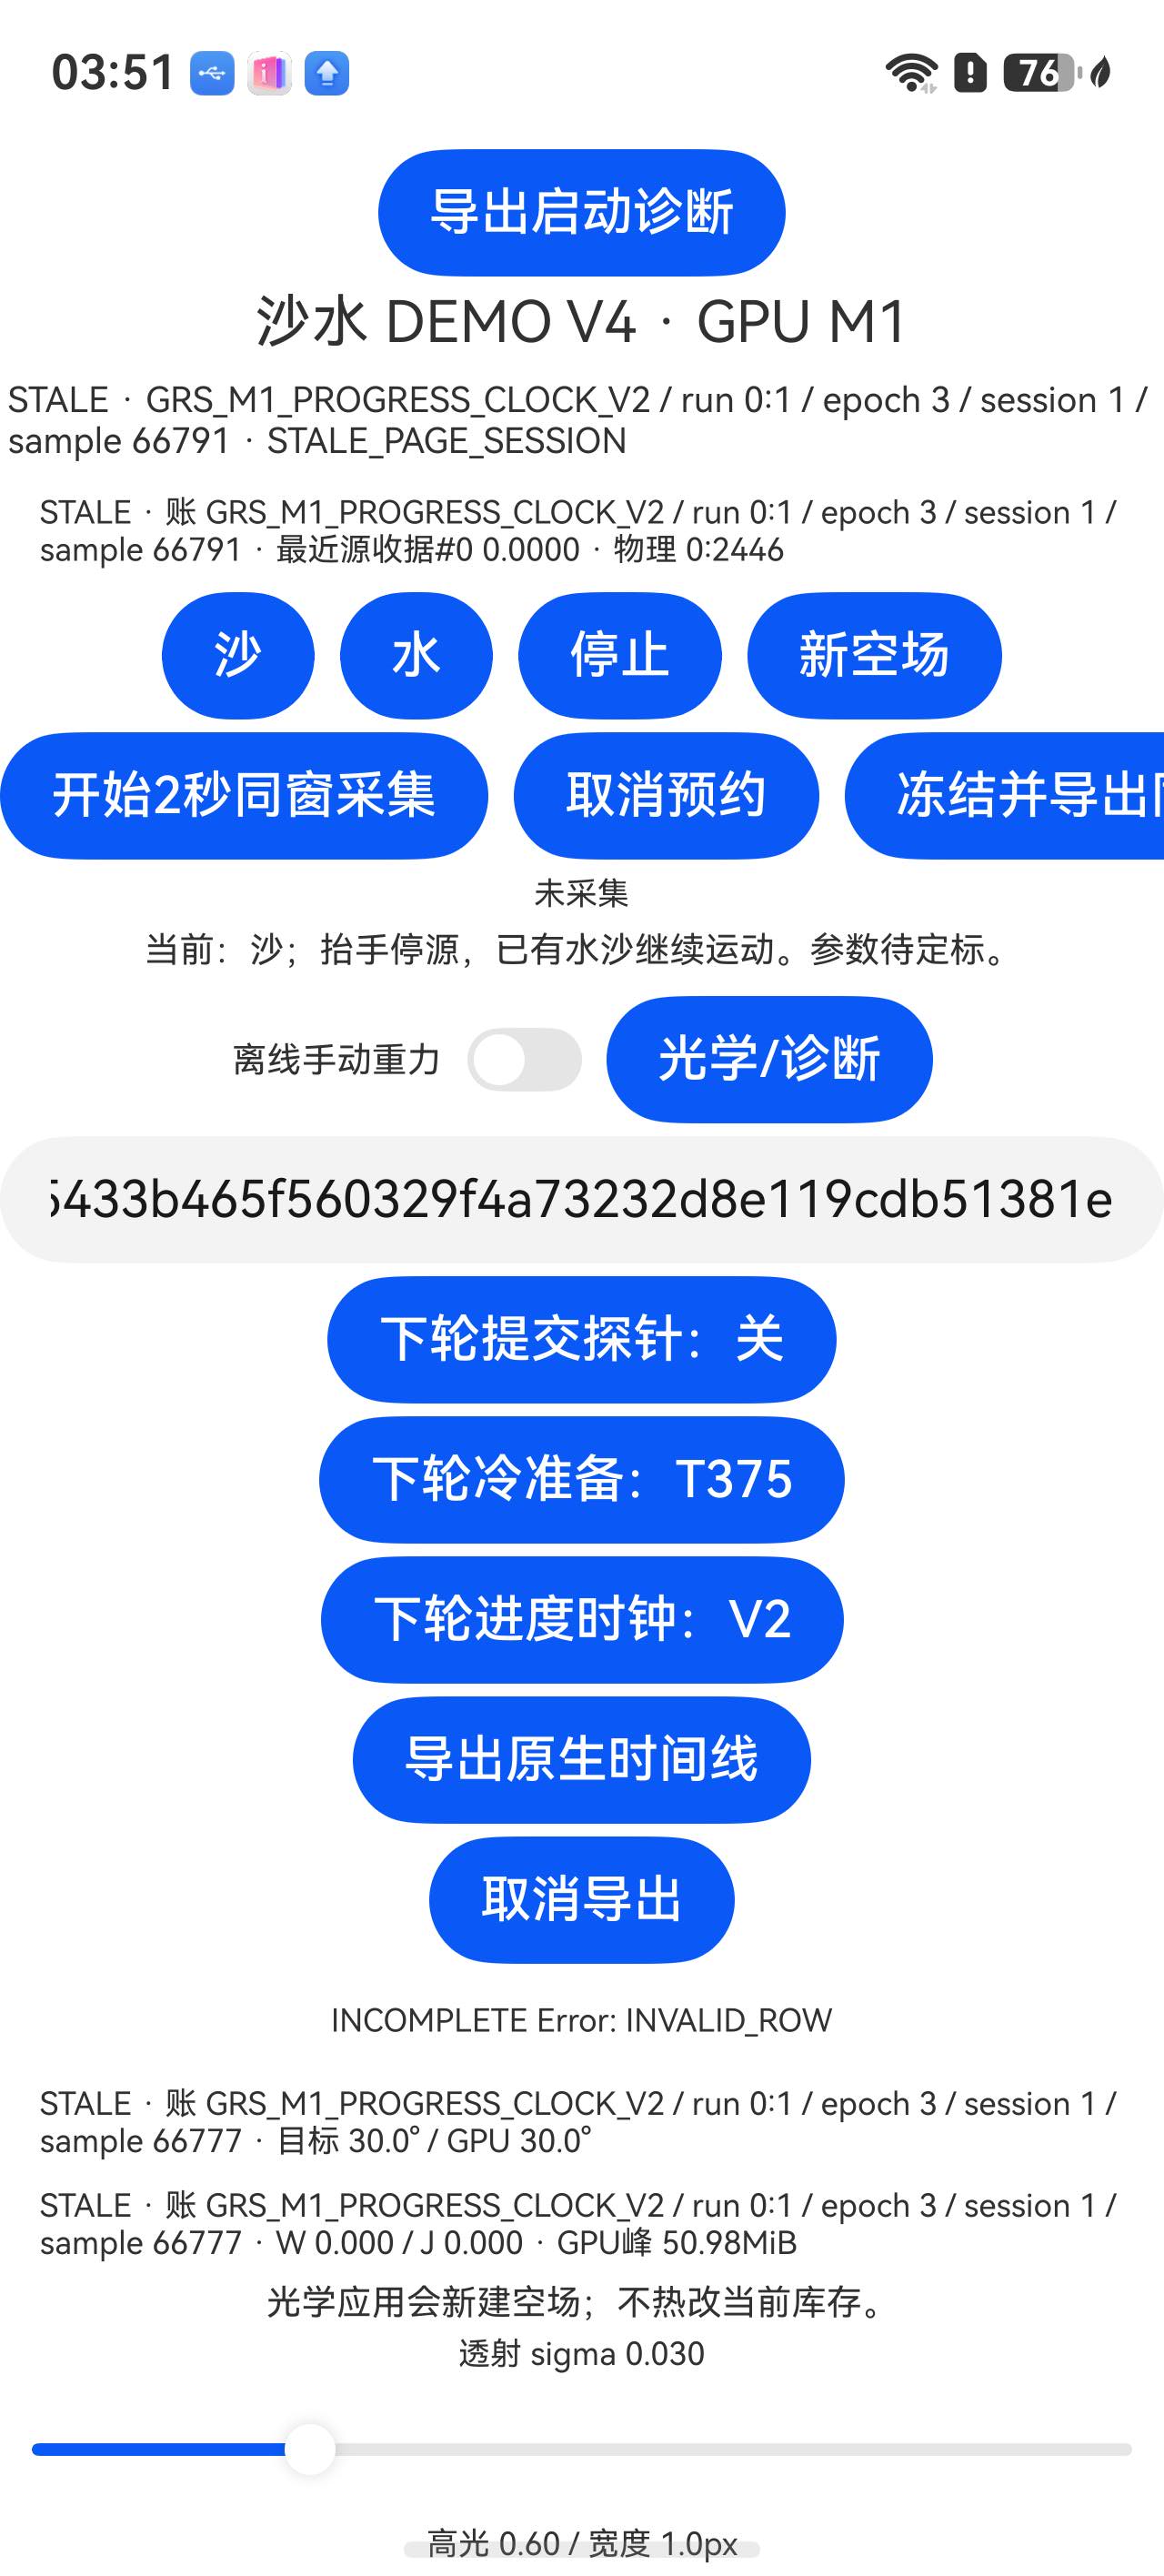 03:51
76
导出启动诊断
沙水 DEMO V4 · GPU M1
STALE · GRS_M1_PROGRESS_CLOCK_V2 / run 0:1 / epoch 3 / session 1 /
sample 66791 · STALE_PAGE_SESSION
STALE · 账 GRS_M1_PROGRESS_CLOCK_V2 / run 0:1 / epoch 3 / session 1 /
sample 66791 · 最近源收据#0 0.0000 · 物理 0:2446
沙 水 停止 新空场
开始2秒同窗采集 取消预约 冻结并导出
未采集
当前：沙；抬手停源，已有水沙继续运动。参数待定标。
离线手动重力 光学/诊断
5433b465f560329f4a73232d8e119cdb51381e
下轮提交探针：关
下轮冷准备：T375
下轮进度时钟：V2
导出原生时间线
取消导出
INCOMPLETE Error: INVALID_ROW
STALE · 账 GRS_M1_PROGRESS_CLOCK_V2 / run 0:1 / epoch 3 / session 1 /
sample 66777 · 目标 30.0° / GPU 30.0°
STALE · 账 GRS_M1_PROGRESS_CLOCK_V2 / run 0:1 / epoch 3 / session 1 /
sample 66777 · W 0.000 / J 0.000 · GPU峰 50.98MiB
光学应用会新建空场；不热改当前库存。
透射 sigma 0.030
高光 0.60 / 宽度 1.0px